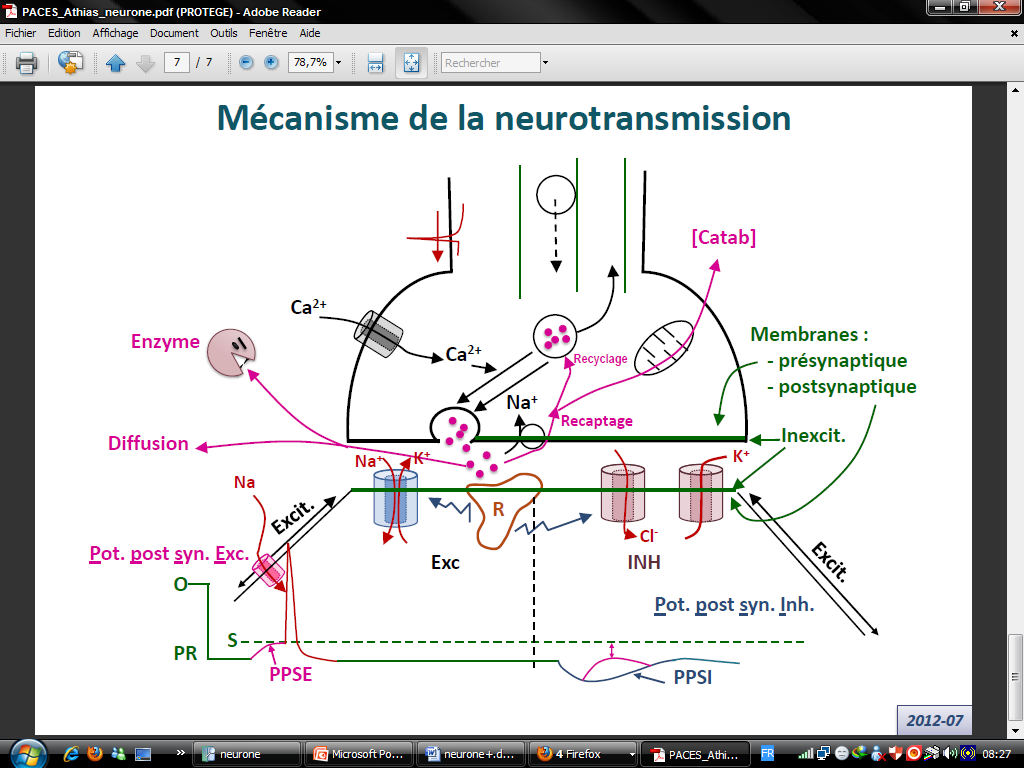 PACES_Athias_neurone.pdf (PROTEGE) - Adobe Reader
Fichier Edition Affichage Document Outils Fenêtre Aide
7 / 7 78,7% Rechercher
Mécanisme de la neurotransmission
[Catab]
Ca2+
Enzyme
Ca2+
Recyclage
Membranes :
- présynaptique
- postsynaptique
Na+
Recaptage
Inexcit.
Diffusion
Na+
K+
K+
Na
Excit.
R
Cl-
Exc
INH
Excit.
Pot. post syn. Exc.
O
Pot. post syn. Inh.
S
PR
PPSE
PPSI
2012-07
neurone
Microsoft Po...
neurone+.d...
4 Firefox
PACES_Athi...
FR
08:27